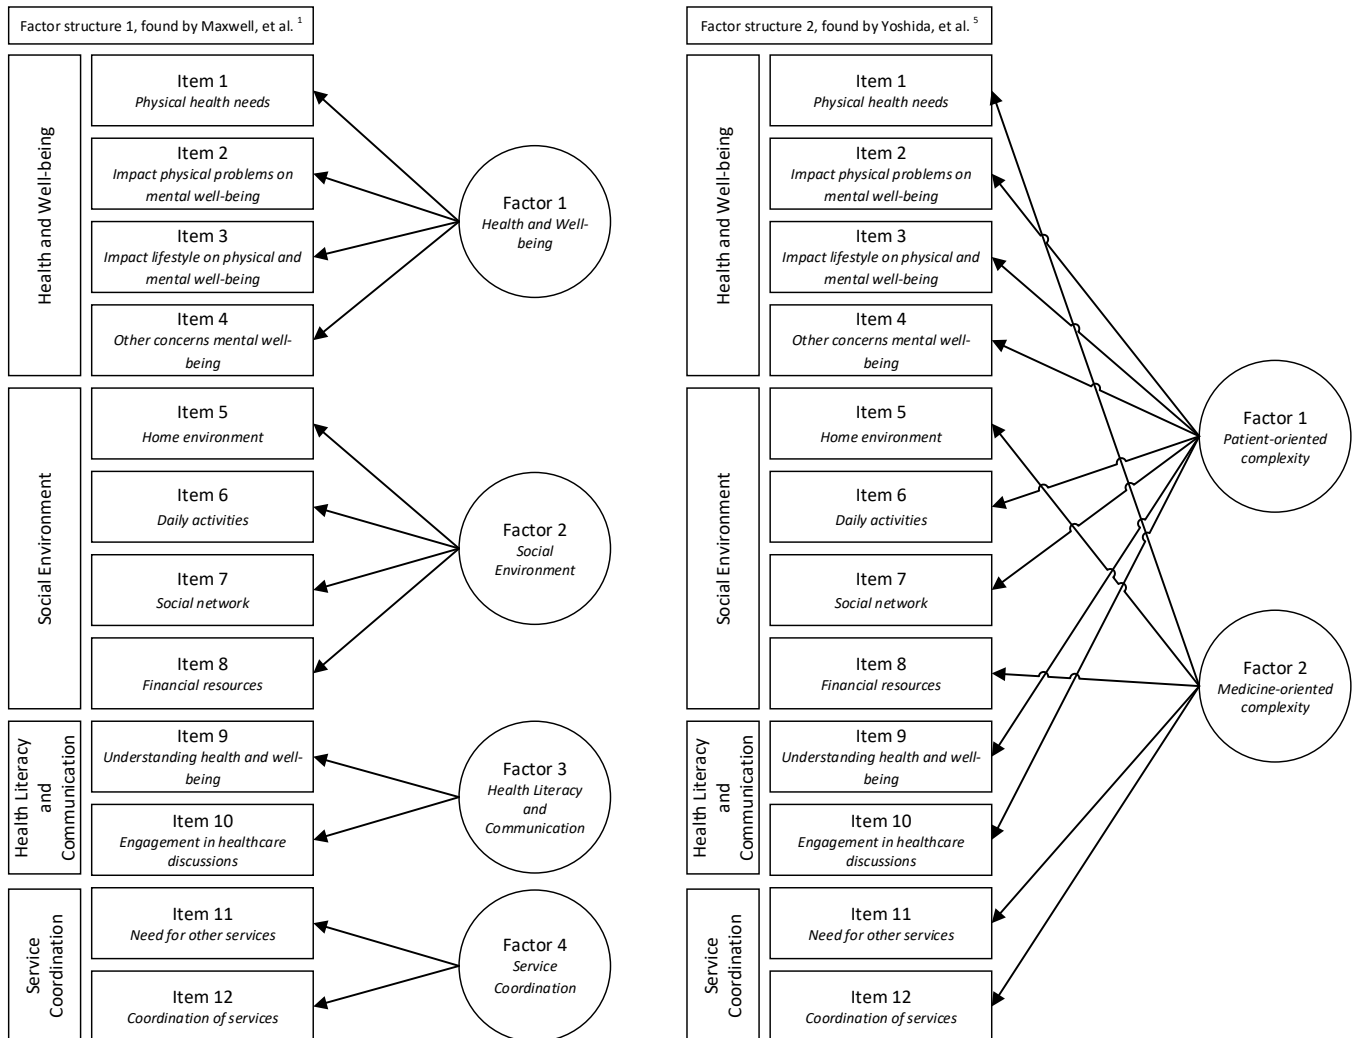 Factor structure 1, found by Maxwell, et al. 1
Health and Well-being
Item 1
Physical health needs
Item 2
Impact physical problems on
mental well-being
Item 3
Impact lifestyle on physical and
mental well-being
Item 4
Other concerns mental well-
being
Factor 1
Health and Well-
being
Social Environment
Item 5
Home environment
Item 6
Daily activities
Item 7
Social network
Item 8
Financial resources
Factor 2
Social
Environment
Health Literacy
and
Communication
Item 9
Understanding health and well-
being
Item 10
Engagement in healthcare
discussions
Factor 3
Health Literacy
and
Communication
Service
Coordination
Item 11
Need for other services
Item 12
Coordination of services
Factor 4
Service
Coordination
Factor structure 2, found by Yoshida, et al. 5
Health and Well-being
Item 1
Physical health needs
Item 2
Impact physical problems on
mental well-being
Item 3
Impact lifestyle on physical and
mental well-being
Item 4
Other concerns mental well-
being
Social Environment
Item 5
Home environment
Item 6
Daily activities
Item 7
Social network
Item 8
Financial resources
Health Literacy
and
Communication
Item 9
Understanding health and well-
being
Item 10
Engagement in healthcare
discussions
Service
Coordination
Item 11
Need for other services
Item 12
Coordination of services
Factor 1
Patient-oriented
complexity
Factor 2
Medicine-oriented
complexity